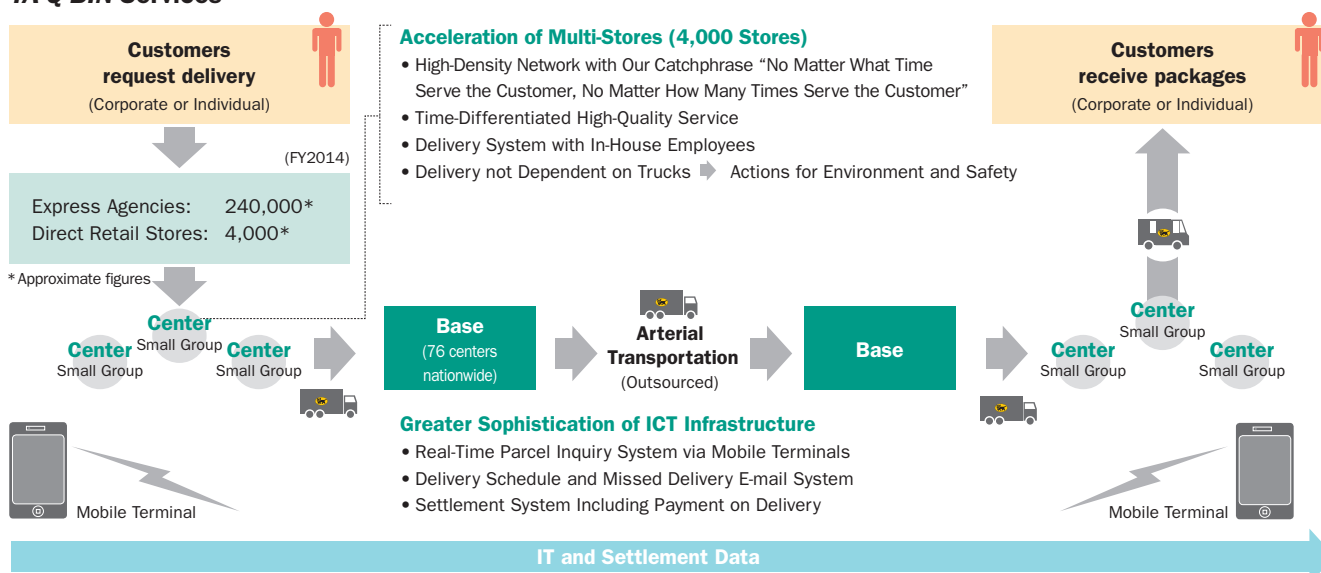 TA-Q-BIN Services
Customers
request delivery
(Corporate or Individual)
(FY2014)
Express Agencies: 240,000*
Direct Retail Stores: 4,000*
* Approximate figures
Center
Small Group
Center
Small Group
Center
Small Group
Acceleration of Multi-Stores (4,000 Stores)
• High-Density Network with Our Catchphrase “No Matter What Time
Serve the Customer, No Matter How Many Times Serve the Customer”
• Time-Differentiated High-Quality Service
• Delivery System with In-House Employees
• Delivery not Dependent on Trucks Actions for Environment and Safety
Base
(76 centers
nationwide)
Arterial
Transportation
(Outsourced)
Base
Customers
receive packages
(Corporate or Individual)
Center
Small Group
Center
Small Group
Center
Small Group
Greater Sophistication of ICT Infrastructure
• Real-Time Parcel Inquiry System via Mobile Terminals
• Delivery Schedule and Missed Delivery E-mail System
• Settlement System Including Payment on Delivery
Mobile Terminal
Mobile Terminal
IT and Settlement Data